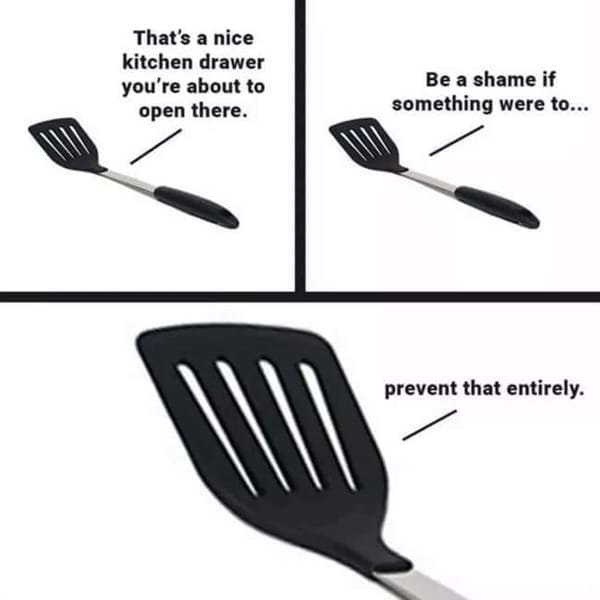 That's a nice
kitchen drawer
you're about to
open there.
Be a shame if
something were to...
prevent that entirely.